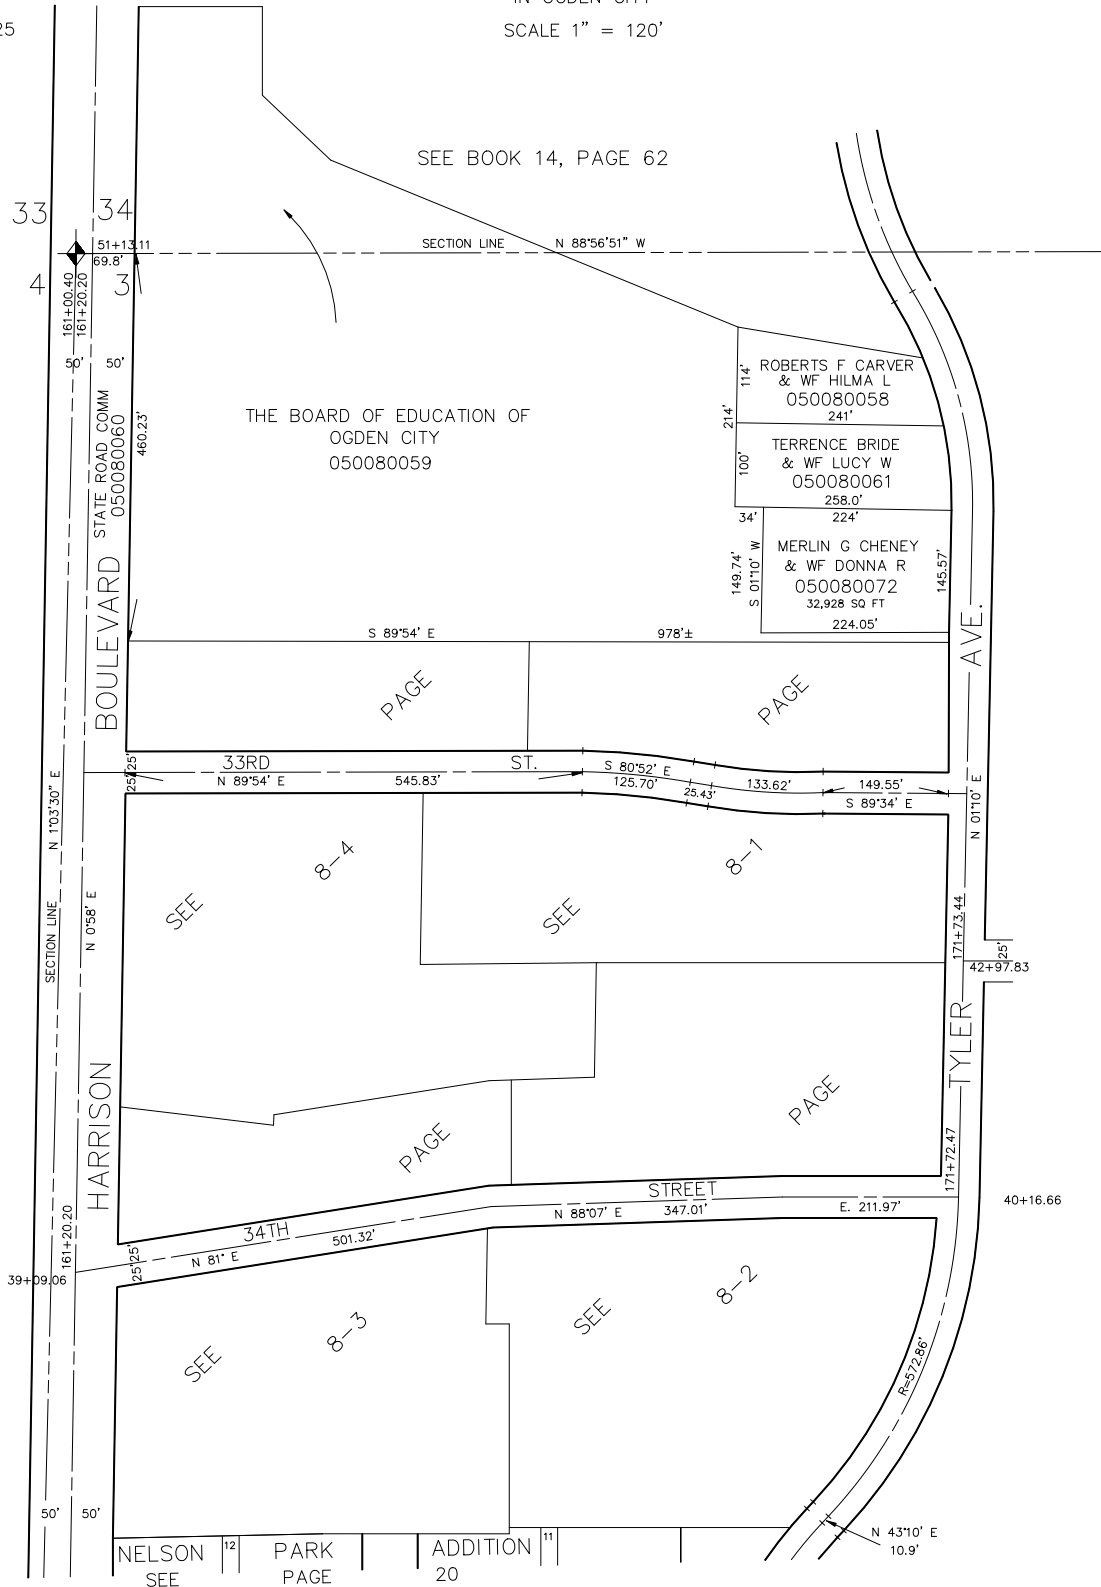 SCALE 1" = 120'
25
SEE BOOK 14, PAGE 62
33
34
51+13.11
69.8'
SECTION LINE
N 88°56'51" W
4
3
161+00.40
161+20.20
50'
50'
STATE ROAD COMM
050080060
460.23'
THE BOARD OF EDUCATION OF
OGDEN CITY
050080059
114'
214'
ROBERTS F CARVER
& WF HILMA L
050080058
241'
100'
TERRENCE BRIDE
& WF LUCY W
050080061
258.0'
34'
224'
149.74'
S 01°10' W
MERLIN G CHENEY
& WF DONNA R
050080072
32,928 SQ FT
224.05'
145.57'
S 89°54' E
978'±
BOULEVARD
AVE.
PAGE
PAGE
25'
25'
33RD
ST.
N 89°54' E
545.83'
S 80°52' E
125.70'
25.43'
133.62'
149.55'
S 89°34' E
N 1°03'30" E
N 01°10' E
SEE
8-4
SEE
8-1
N 0°58' E
SECTION LINE
171+73.44
25'
42+97.83
TYLER
HARRISON
PAGE
PAGE
171+72.47
STREET
34TH
N 88°07' E
347.01'
E. 211.97'
40+16.66
501.32'
N 81° E
25'
25'
161+20.20
39+09.06
SEE
8-3
SEE
8-2
R=572.86'
50'
50'
N 43°10' E
10.9'
NELSON
12
PARK
ADDITION
11
SEE
PAGE
20